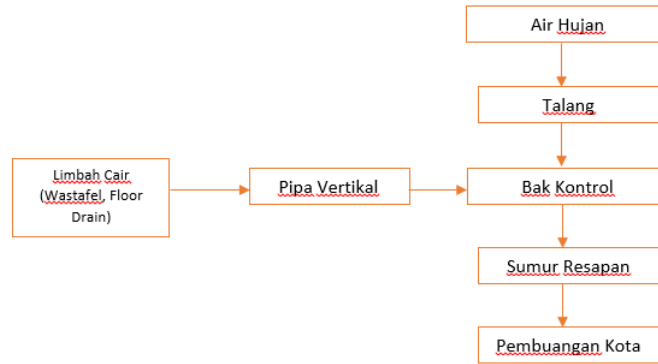 Air Hujan
Talang
Limbah Cair
(Wastafel, Floor
Drain)
Pipa Vertikal
Bak Kontrol
Sumur Resapan
Pembuangan Kota